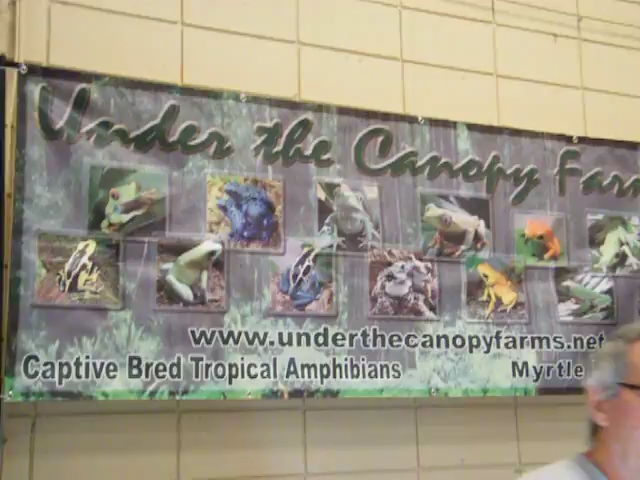 Under the Canopy Farm
www.underthecanopyfarms.net
Captive Bred Tropical Amphibians Myrtle